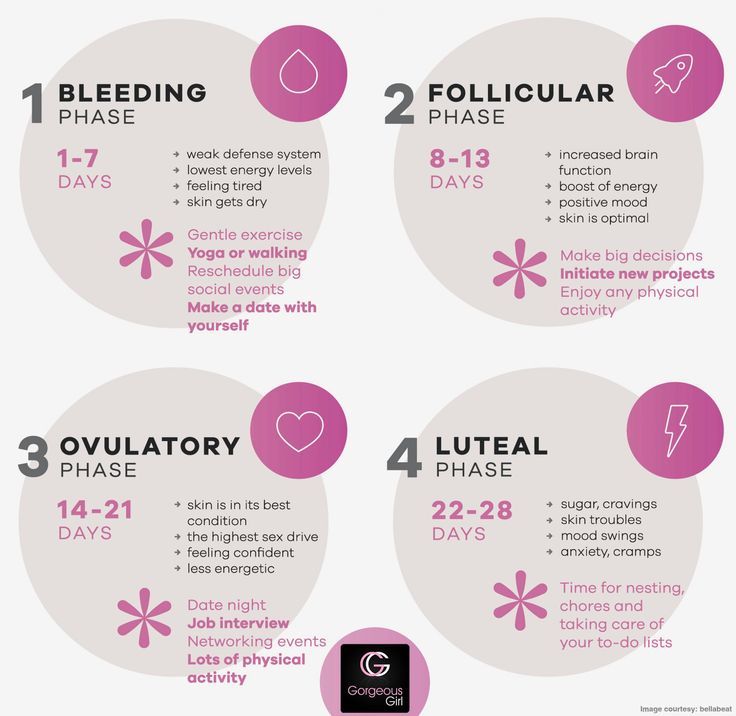 1 BLEEDING
PHASE
1-7
DAYS
→ weak defense system
→ lowest energy levels
→ feeling tired
→ skin gets dry
* Gentle exercise
Yoga or walking
Reschedule big
social events
Make a date with
yourself
2 FOLLICULAR
PHASE
8-13
DAYS
→ increased brain
function
→ boost of energy
→ positive mood
→ skin is optimal
* Make big decisions
Initiate new projects
Enjoy any physical
activity
3 OVULATORY
PHASE
14-21
DAYS
→ skin is in its best
condition
→ the highest sex drive
→ feeling confident
→ less energetic
* Date night
Job interview
Networking events
Lots of physical
activity
4 LUTEAL
PHASE
22-28
DAYS
→ sugar, cravings
→ skin troubles
→ mood swings
→ anxiety, cramps
* Time for nesting,
chores and
taking care of
your to-do lists
GG
Gorgeous
Girl
Image courtesy: bellabeat